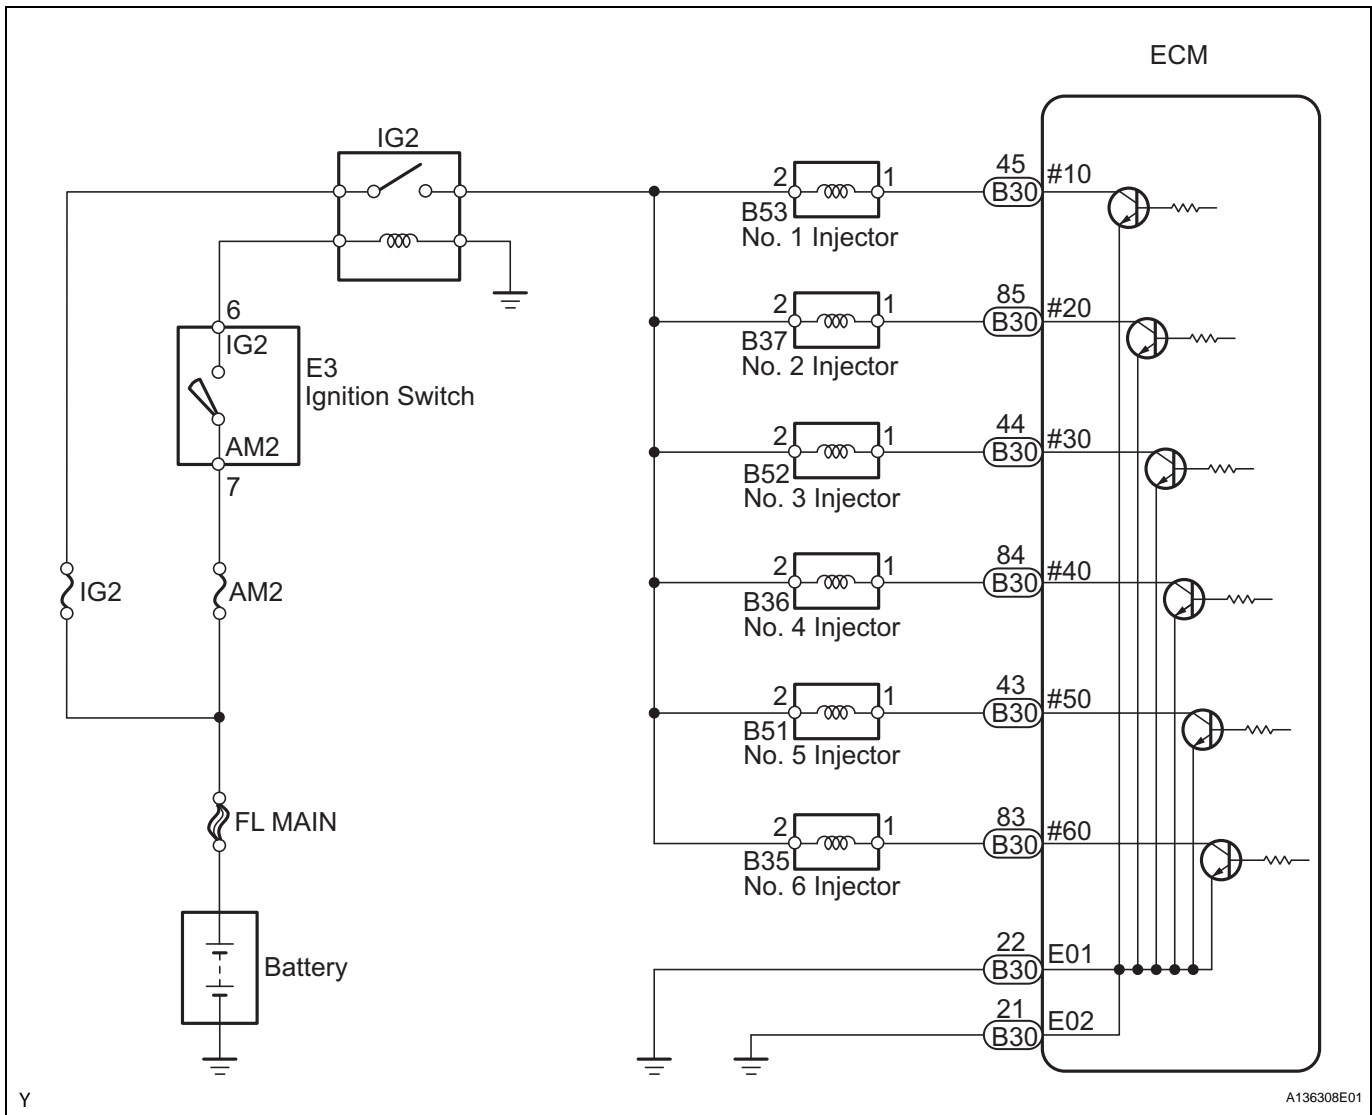 ECM
IG2
2 1
B53
No. 1 Injector
45
B30
#10
6
IG2
E3
Ignition Switch
AM2
7
2 1
B37
No. 2 Injector
85
B30
#20
2 1
B52
No. 3 Injector
44
B30
#30
IG2
AM2
2 1
B36
No. 4 Injector
84
B30
#40
2 1
B51
No. 5 Injector
43
B30
#50
FL MAIN
2 1
B35
No. 6 Injector
83
B30
#60
Battery
22
B30
E01
21
B30
E02
Y
A136308E01